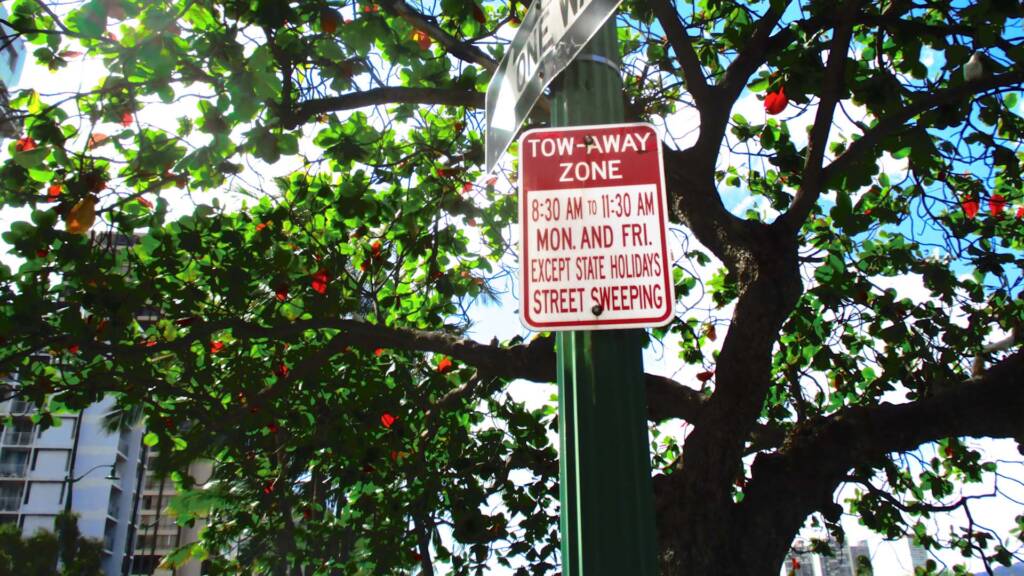 ONE WA
TOW-AWAY
ZONE
8:30 AM TO 11:30 AM
MON. AND FRI.
EXCEPT STATE HOLIDAYS
STREET SWEEPING